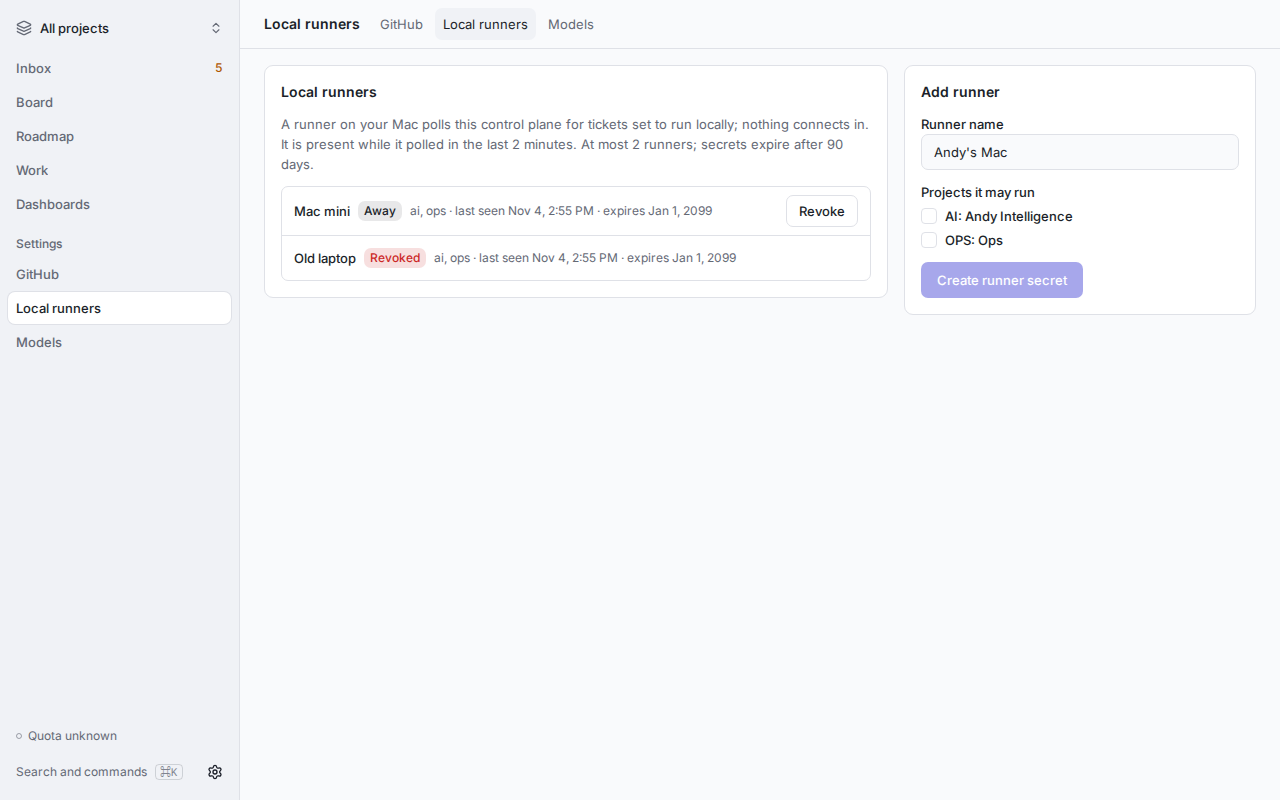 All projects
Inbox 5
Board
Roadmap
Work
Dashboards
Settings
GitHub
Local runners
Models
Quota unknown
Search and commands ⌘K
Local runners GitHub Local runners Models
Local runners
A runner on your Mac polls this control plane for tickets set to run locally; nothing connects in.
It is present while it polled in the last 2 minutes. At most 2 runners; secrets expire after 90
days.
Mac mini Away ai, ops · last seen Nov 4, 2:55 PM · expires Jan 1, 2099 Revoke
Old laptop Revoked ai, ops · last seen Nov 4, 2:55 PM · expires Jan 1, 2099
Add runner
Runner name
Andy's Mac
Projects it may run
AI: Andy Intelligence
OPS: Ops
Create runner secret